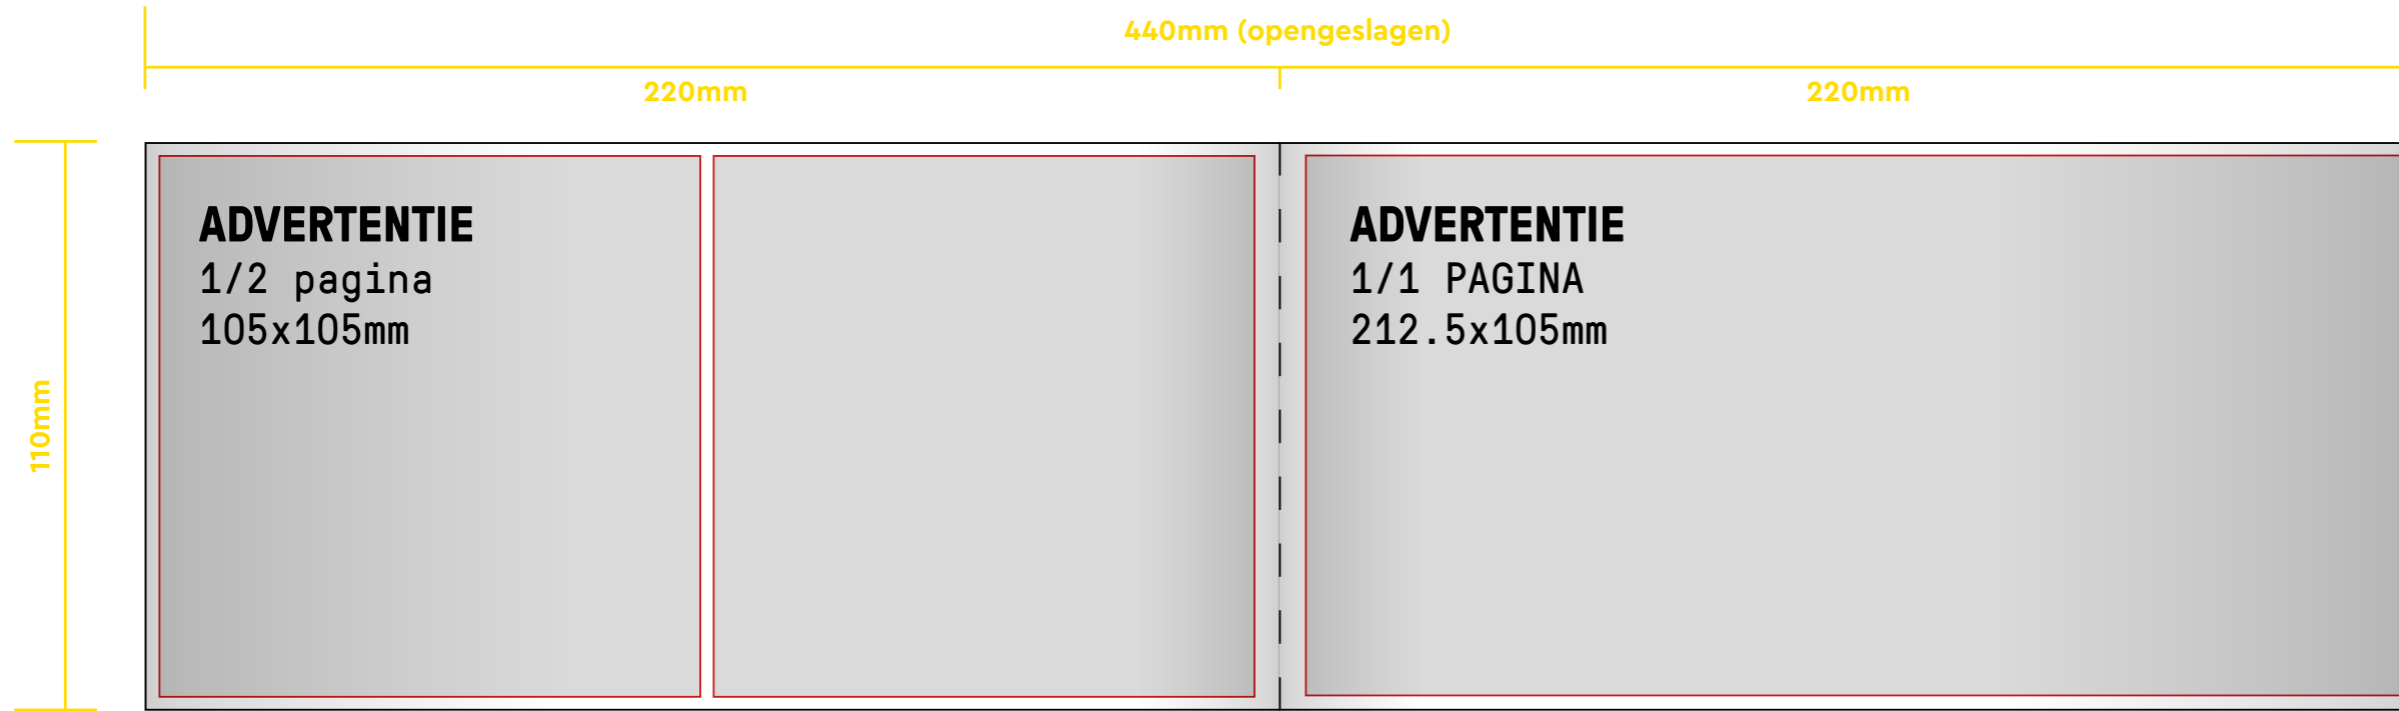 440mm (opengeslagen)
220mm
220mm
110mm
ADVERTENTIE
1/2 pagina
105x105mm
ADVERTENTIE
1/1 PAGINA
212.5x105mm